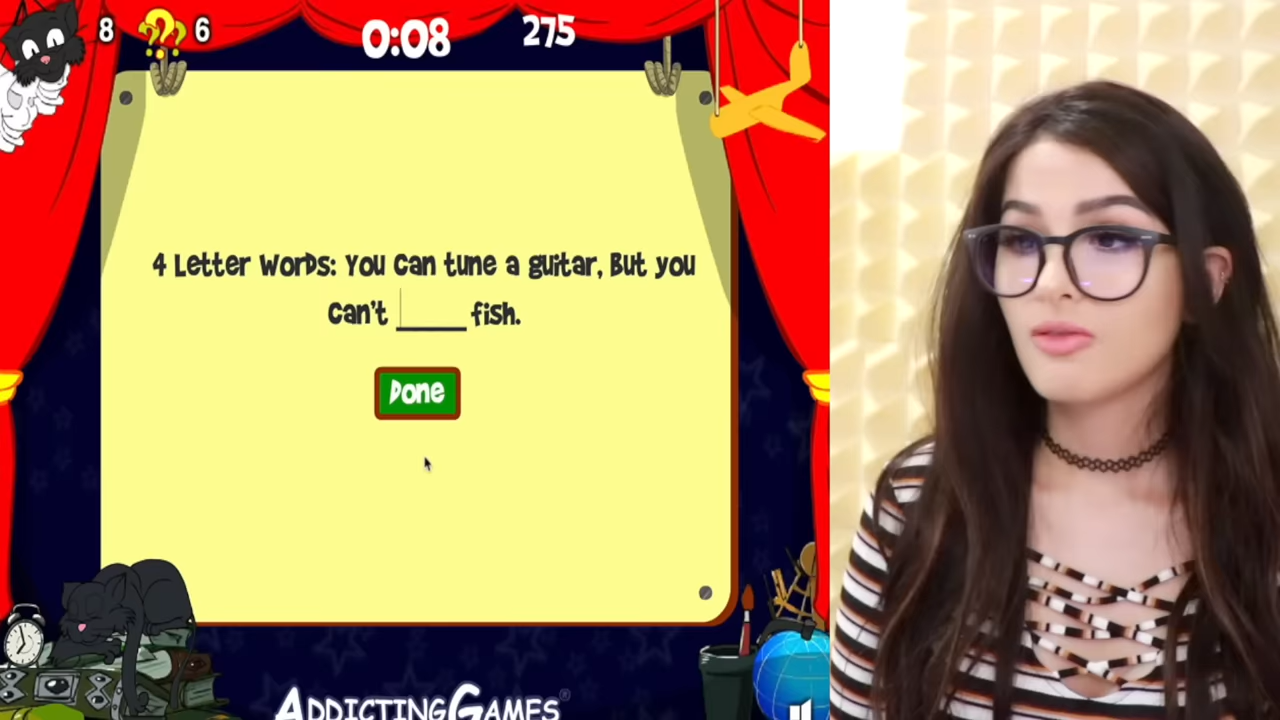 8
6
0:08
275
4 Letter Words: You can tune a guitar, But you
can't _____ fish.
Done
ADDICTINGGAMES®